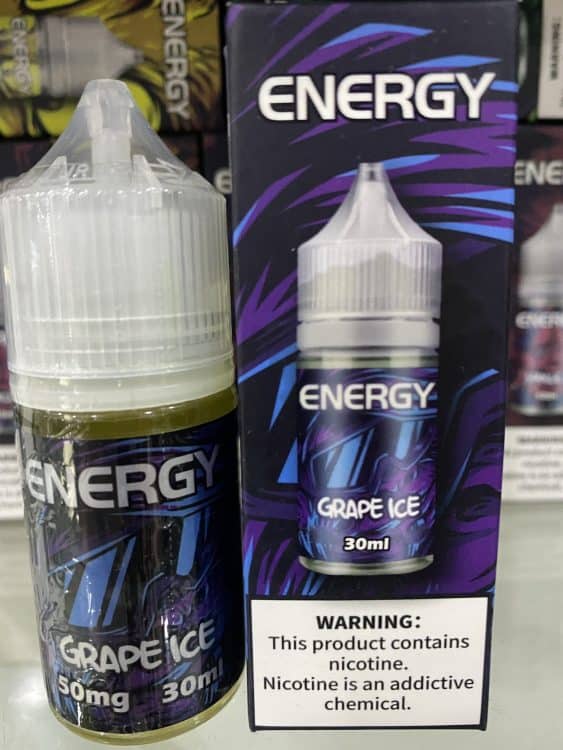 ENERGY
ENERGY
GRAPE ICE
30ml
WARNING:
This product contains
nicotine.
Nicotine is an addictive
chemical.
ENERGY
GRAPE ICE
50mg 30ml
ENERGY